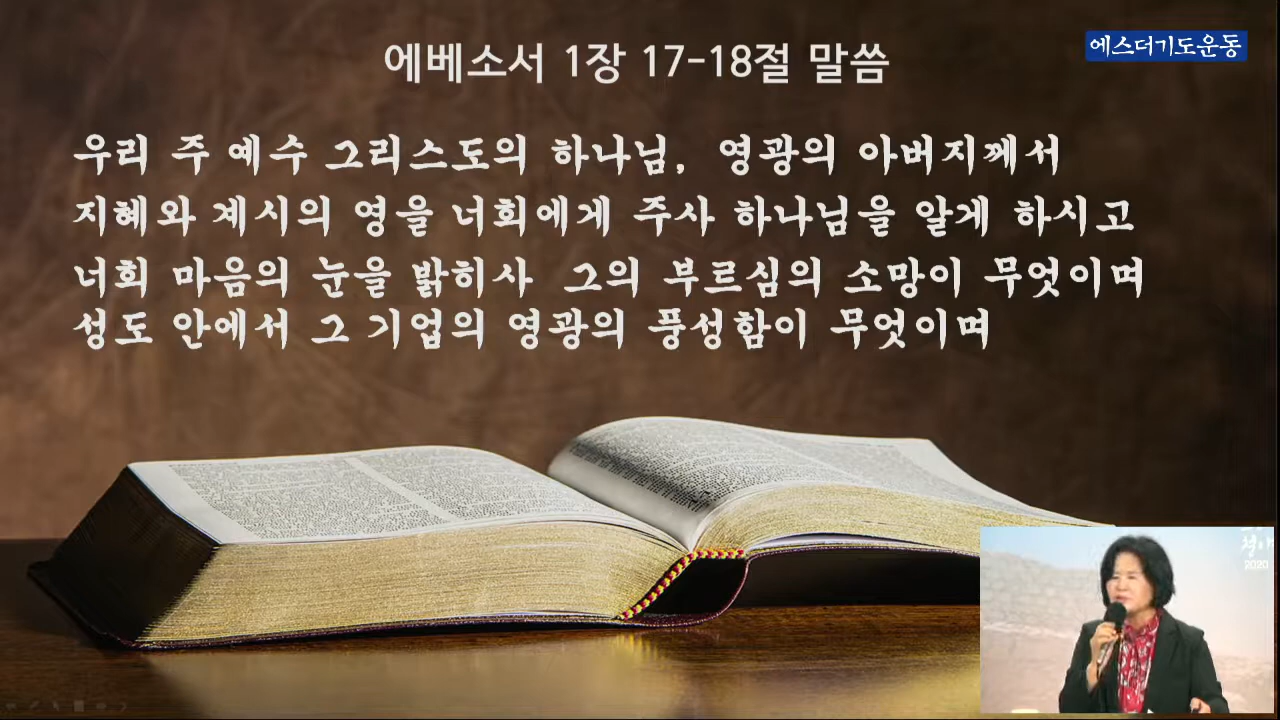 에베소서 1장 17-18절 말씀
에스더기도운동
우리 주 예수 그리스도의 하나님, 영광의 아버지께서
지혜와 계시의 영을 너희에게 주사 하나님을 알게 하시고
너희 마음의 눈을 밝히사 그의 부르심의 소망이 무엇이며
성도 안에서 그 기업의 영광의 풍성함이 무엇이며
2020